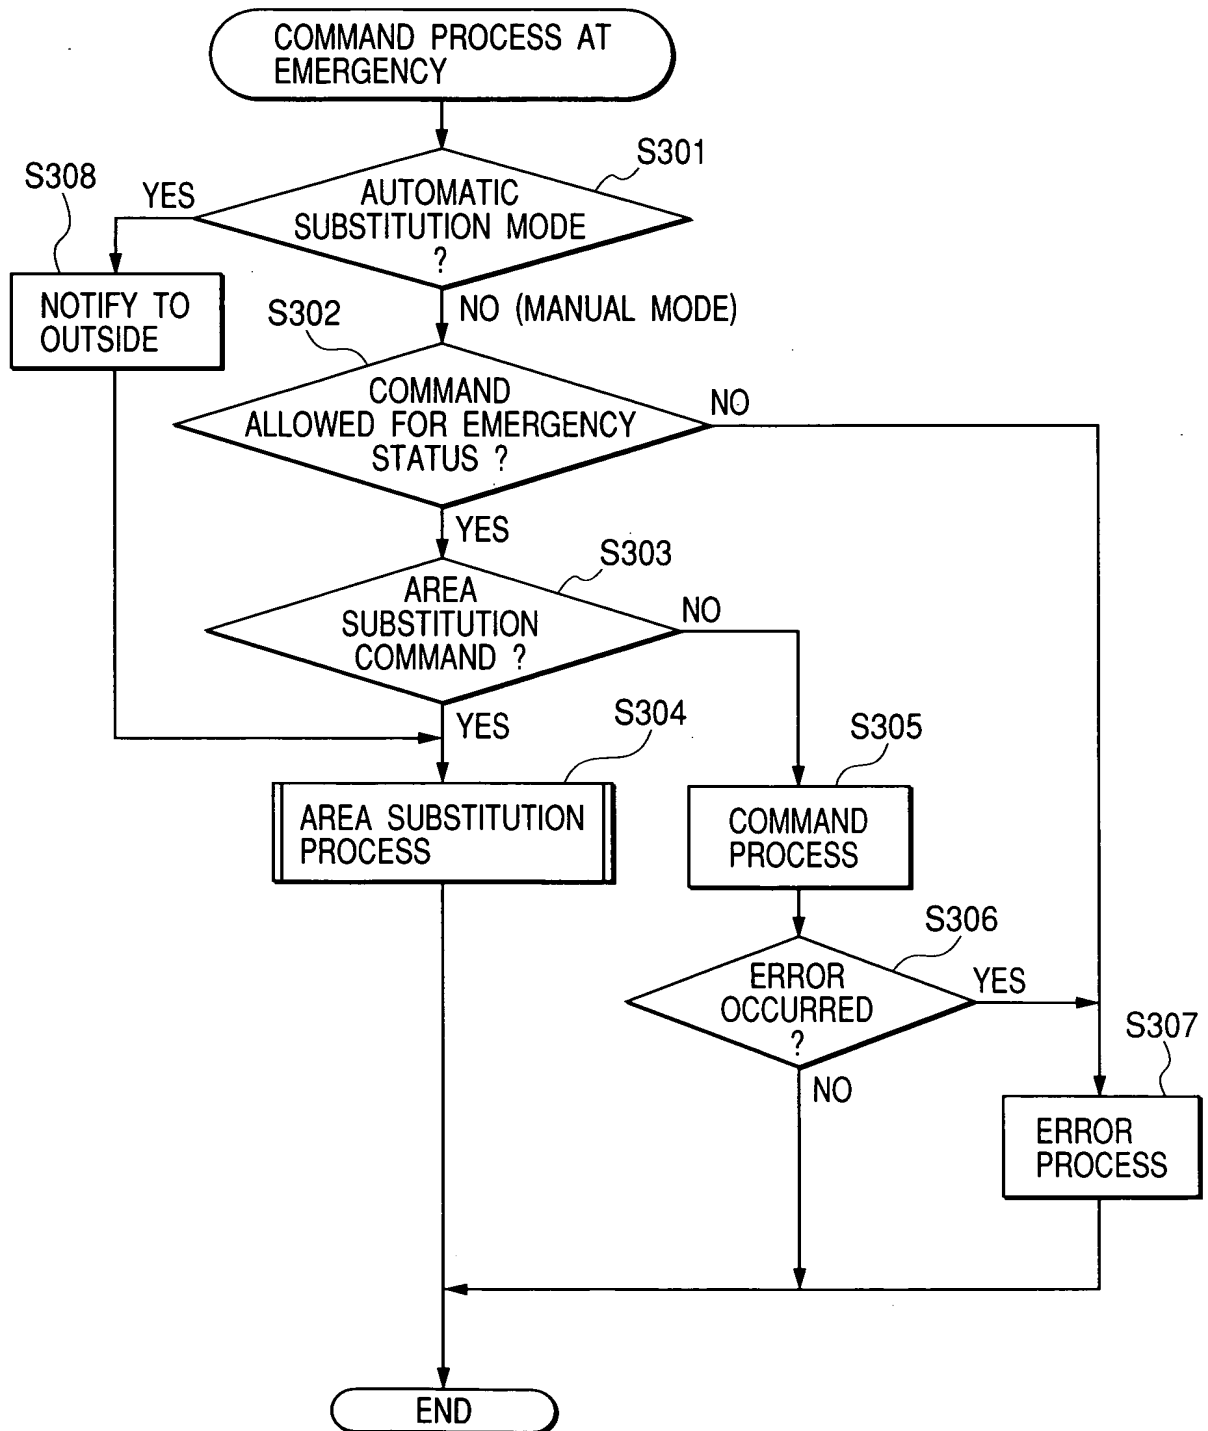 COMMAND PROCESS AT
EMERGENCY
S301
S308
YES
AUTOMATIC
SUBSTITUTION MODE
?
NOTIFY TO
OUTSIDE
S302
NO (MANUAL MODE)
COMMAND
ALLOWED FOR EMERGENCY
STATUS ?
NO
YES
S303
AREA
SUBSTITUTION
COMMAND ?
NO
YES
S304
S305
AREA SUBSTITUTION
PROCESS
COMMAND
PROCESS
S306
ERROR
OCCURRED
?
YES
S307
NO
ERROR
PROCESS
END